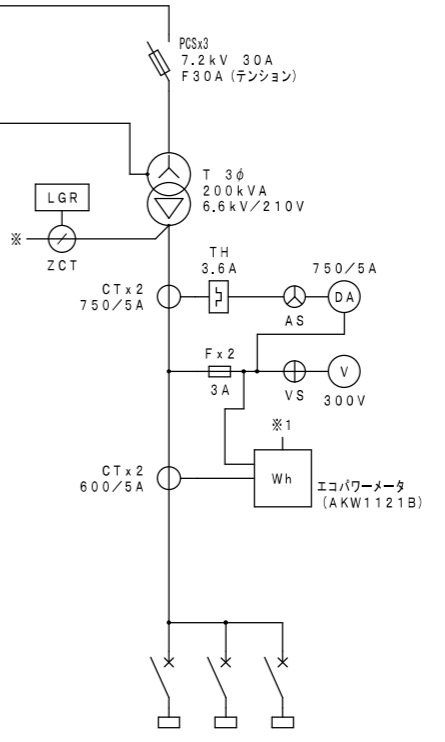 PCSx3
7.2kV 30A
F30A (テンション)
T 3φ
200kVA
6.6kV/210V
LGR
※
ZCT
TH
3.6A
750/5A
CTx2
750/5A
DA
AS
Fx2
3A
V
VS
300V
※1
CTx2
600/5A
Wh
エコパワーメータ
(AKW1121B)